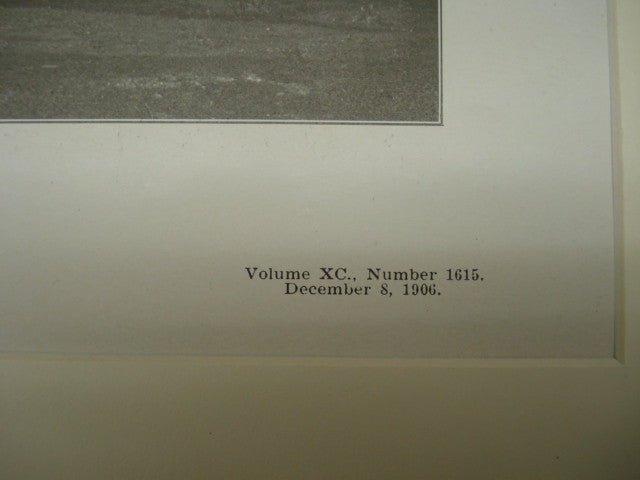 Volume XC., Number 1615.
December 8, 1906.